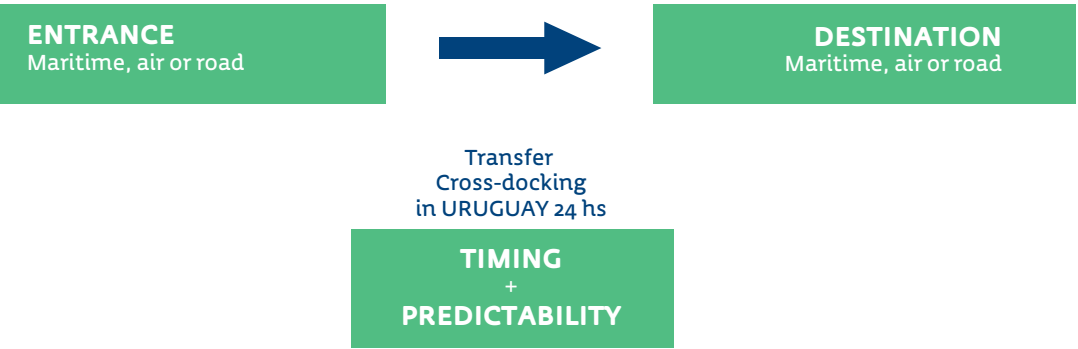 ENTRANCE
Maritime, air or road
DESTINATION
Maritime, air or road
Transfer
Cross-docking
in URUGUAY 24 hs
TIMING
+
PREDICTABILITY